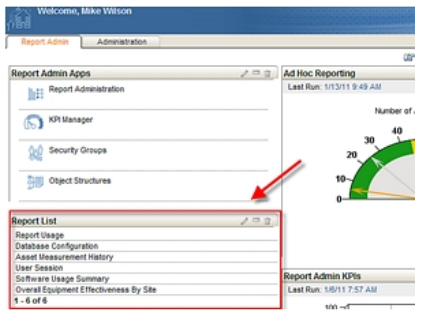 Welcome, Mike Wilson
Report Admin
Administration
Report Admin Apps
Report Administration
KPI Manager
Security Groups
Object Structures
Report List
Report Usage
Database Configuration
Asset Measurement History
User Session
Software Usage Summary
Overall Equipment Effectiveness By Site
1 - 6 of 6
Ad Hoc Reporting
Last Run: 1/13/11 9:49 AM
Number of
40
30
20
10
0
Report Admin KPIs
Last Run: 1/6/11 7:57 AM
100